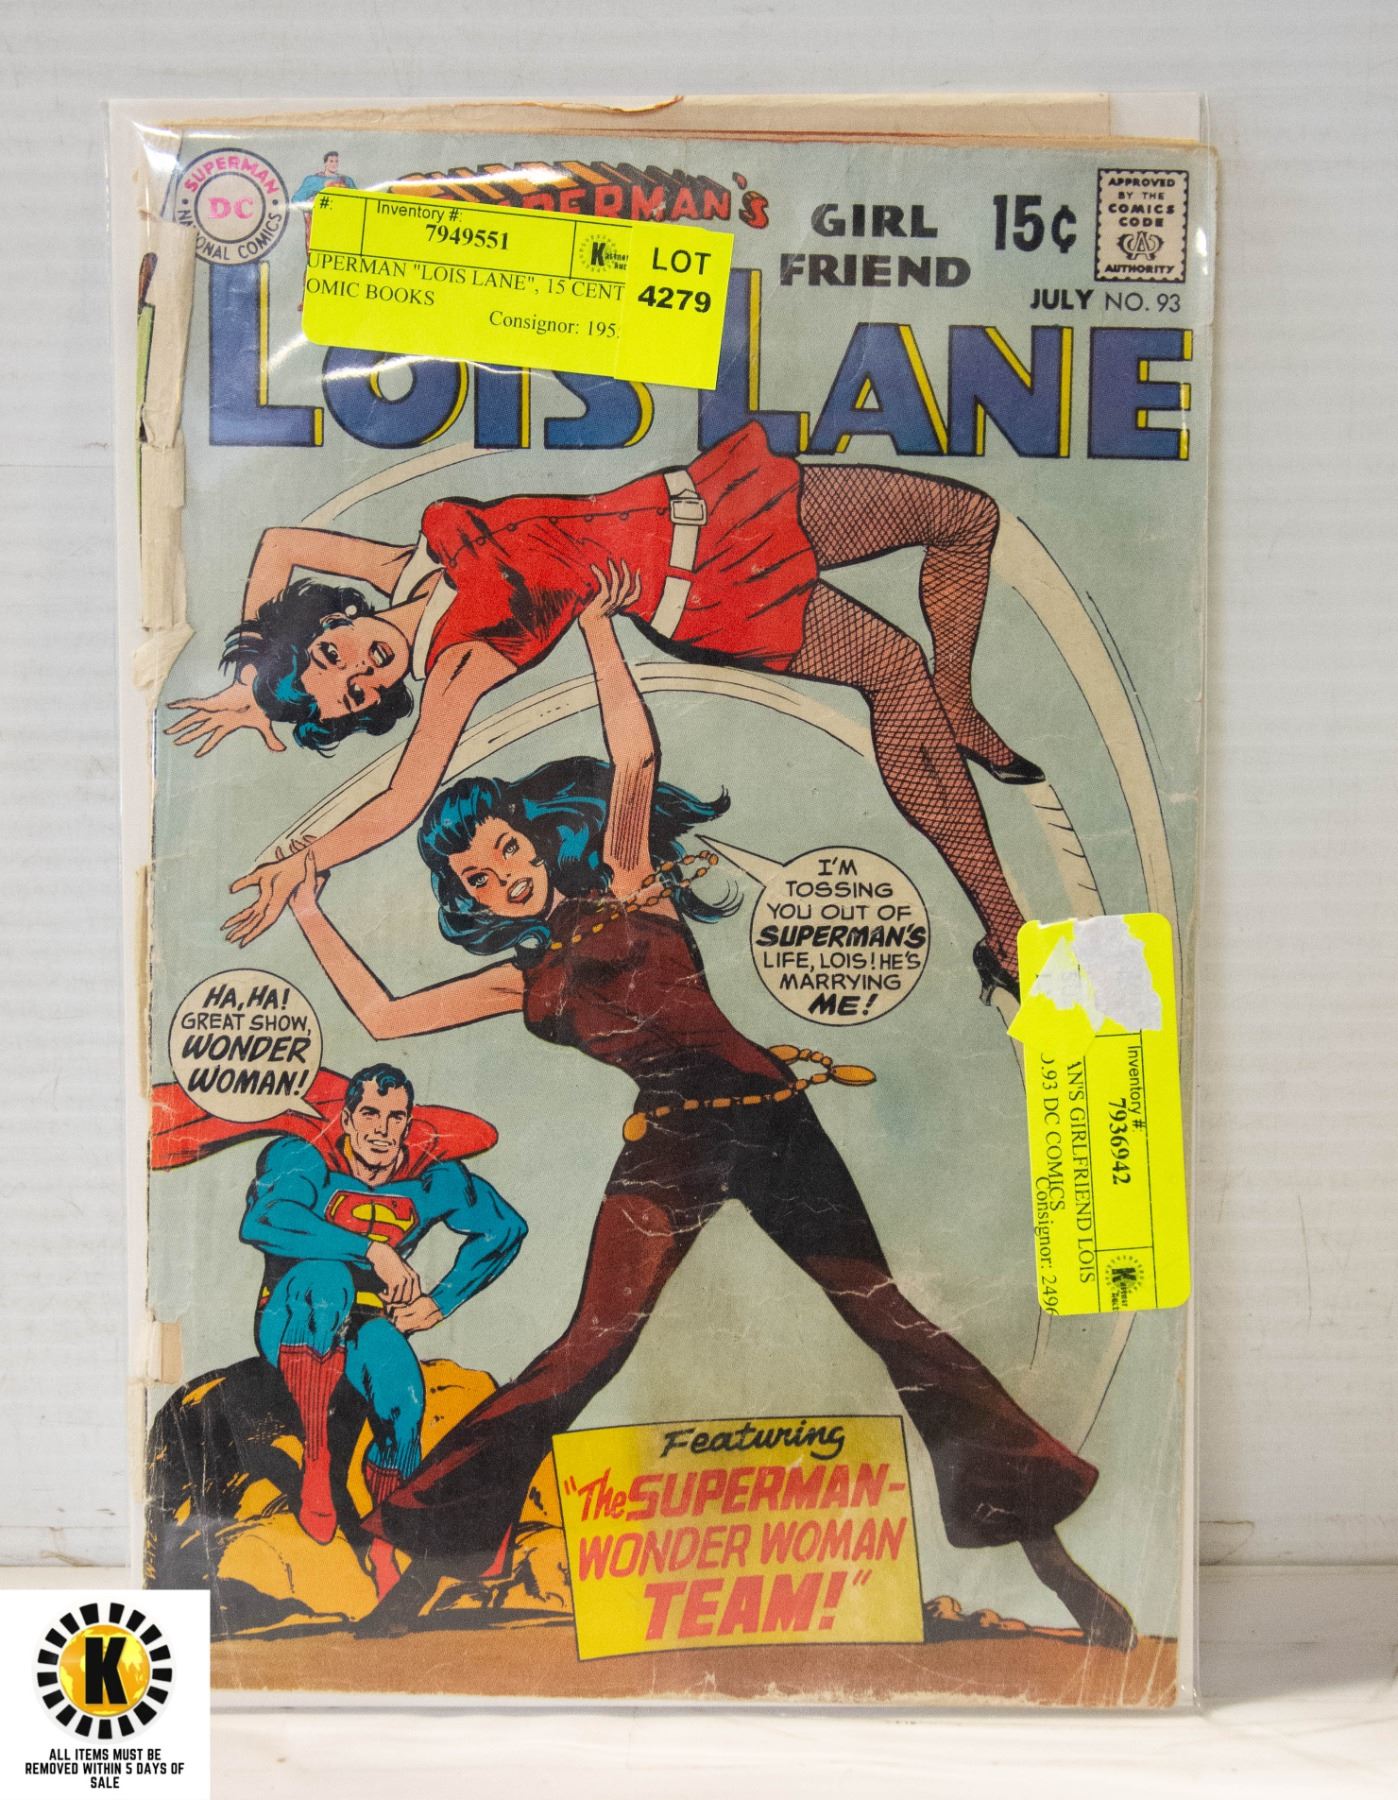 SUPERMAN
DC
NATIONAL COMICS
SUPERMAN'S
GIRL
FRIEND
15¢
APPROVED
BY THE
COMICS
CODE
AUTHORITY
JULY NO. 93
LOIS LANE
#:
Inventory #:
7949551
UPERMAN "LOIS LANE", 15 CENT
OMIC BOOKS
Consignor: 195
LOT
4279
I'M
TOSSING
YOU OUT OF
SUPERMAN'S
LIFE, LOIS! HE'S
MARRYING
ME!
HA, HA!
GREAT SHOW,
WONDER
WOMAN!
Inventory #:
7936942
AN'S GIRLFRIEND LOIS
.93 DC COMICS
Consignor: 2496
Featuring
"The SUPERMAN-
WONDER WOMAN
TEAM!"
K
ALL ITEMS MUST BE
REMOVED WITHIN 5 DAYS OF
SALE